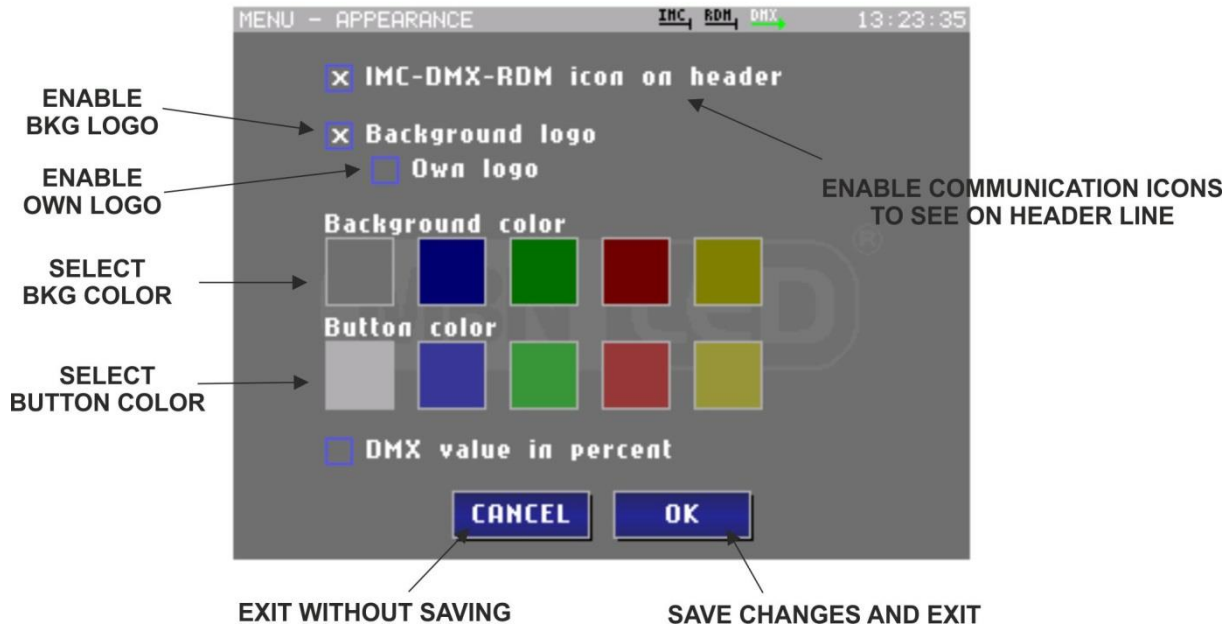 MENU - APPEARANCE IMC RDM DMX 13:23:35
IMC-DMX-RDM icon on header
ENABLE
BKG LOGO
Background logo
ENABLE
OWN LOGO
Own logo
ENABLE COMMUNICATION ICONS
TO SEE ON HEADER LINE
Background color
SELECT
BKG COLOR
Button color
SELECT
BUTTON COLOR
DMX value in percent
CANCEL OK
EXIT WITHOUT SAVING SAVE CHANGES AND EXIT